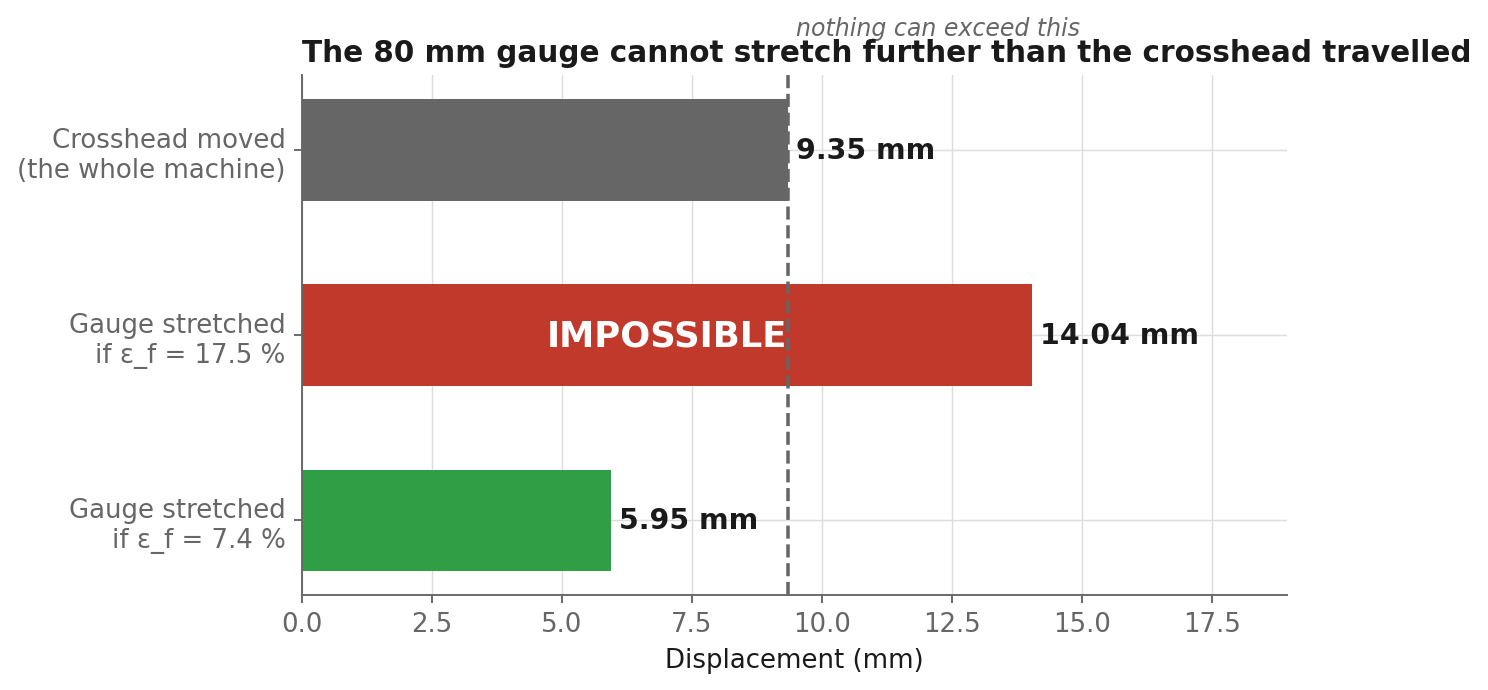 nothing can exceed this
The 80 mm gauge cannot stretch further than the crosshead travelled
Crosshead moved
(the whole machine)
9.35 mm
Gauge stretched
if ε_f = 17.5 %
IMPOSSIBLE
14.04 mm
Gauge stretched
if ε_f = 7.4 %
5.95 mm
0.0 2.5 5.0 7.5 10.0 12.5 15.0 17.5
Displacement (mm)